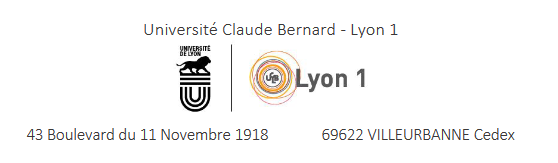 Université Claude Bernard - Lyon 1
UNIVERSITÉ
DE LYON
UCB
Lyon 1
43 Boulevard du 11 Novembre 1918 69622 VILLEURBANNE Cedex